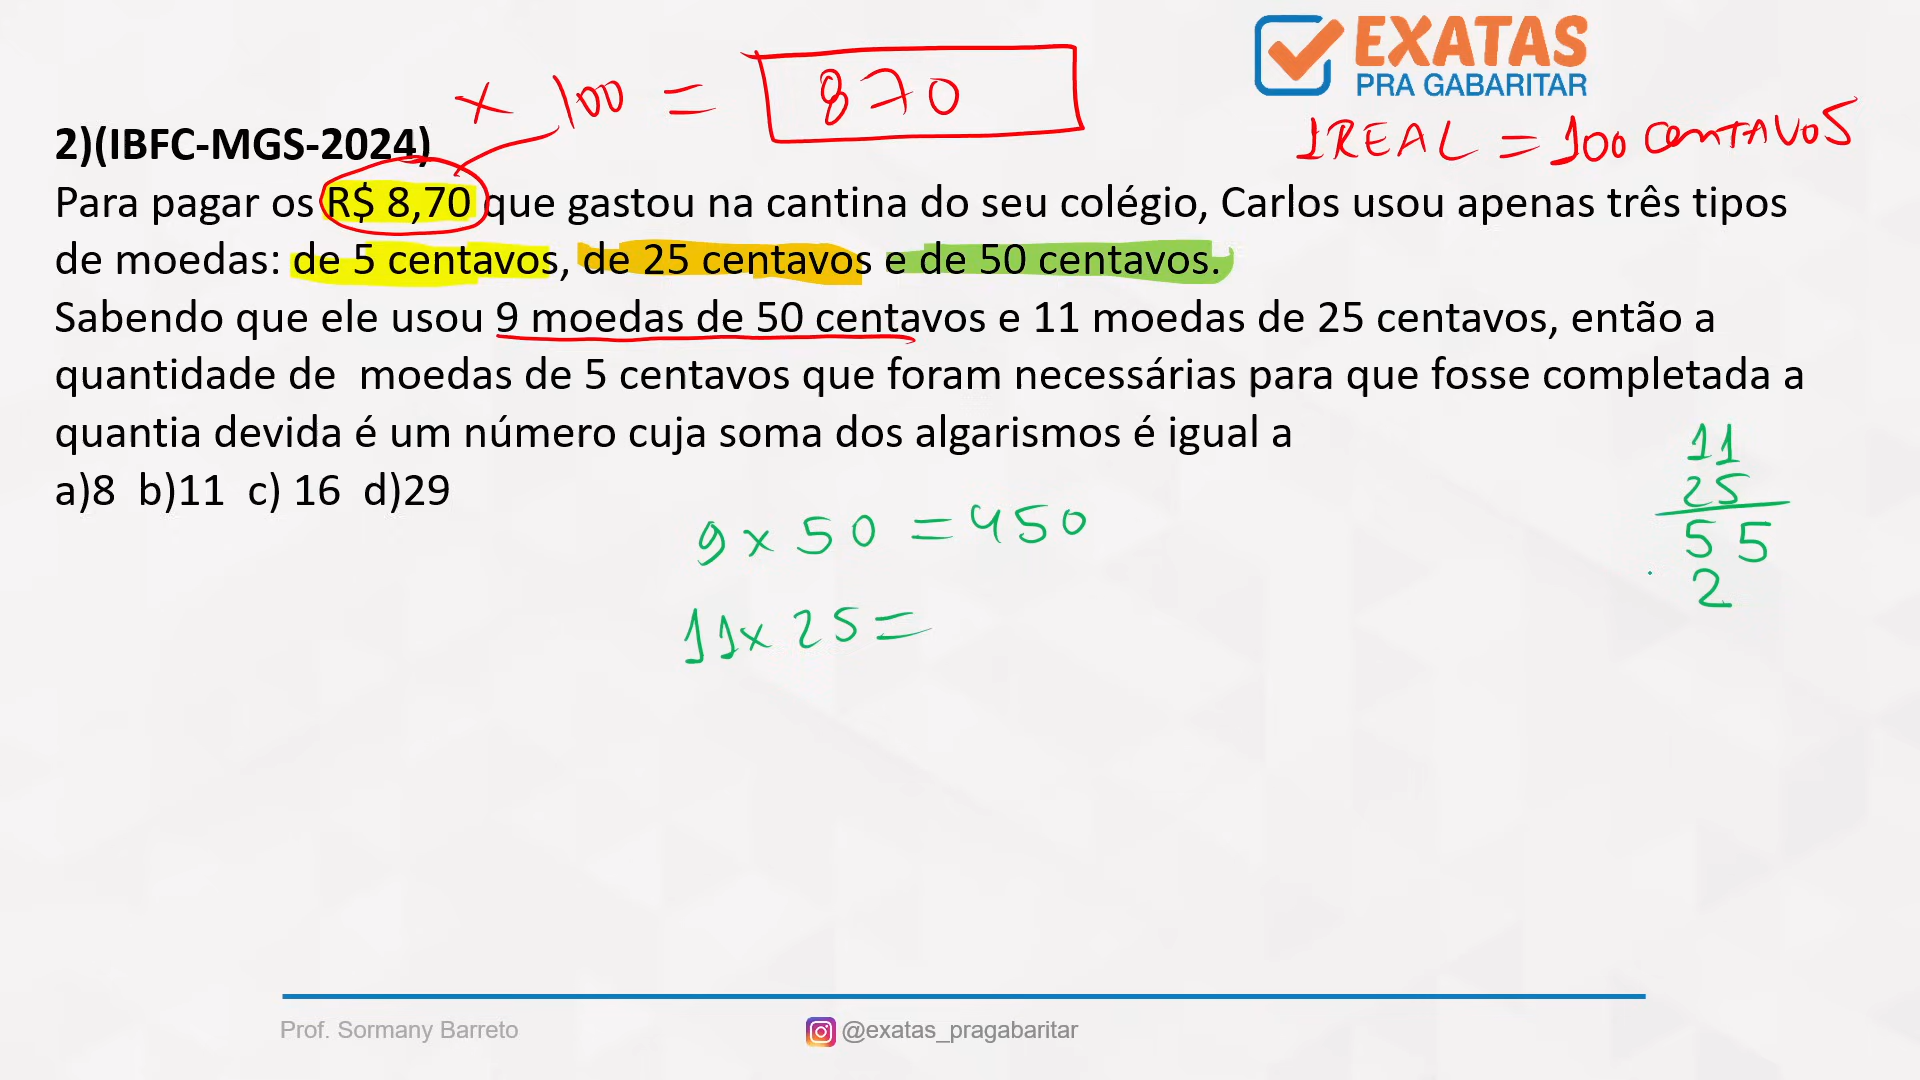 x 100 = 870
EXATAS
PRA GABARITAR
1REAL = 100 CENTAVOS
2)(IBFC-MGS-2024)
Para pagar os R$ 8,70 que gastou na cantina do seu colégio, Carlos usou apenas três tipos
de moedas: de 5 centavos, de 25 centavos e de 50 centavos.
Sabendo que ele usou 9 moedas de 50 centavos e 11 moedas de 25 centavos, então a
quantidade de moedas de 5 centavos que foram necessárias para que fosse completada a
quantia devida é um número cuja soma dos algarismos é igual a
a)8 b)11 c) 16 d)29
9 x 50 = 450
11x 25 =
11
25
55
2
Prof. Sormany Barreto
@exatas_pragabaritar